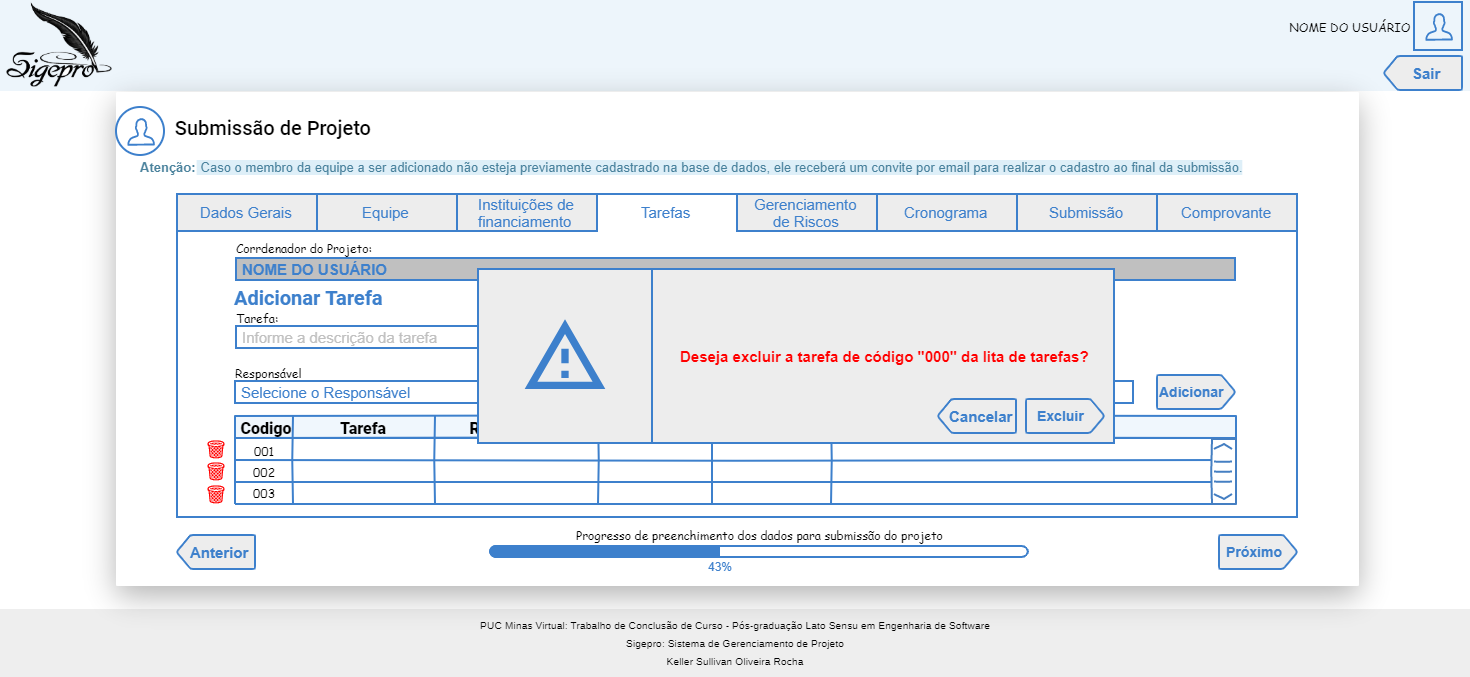 Sigepro
NOME DO USUÁRIO
Sair
Submissão de Projeto
Atenção: Caso o membro da equipe a ser adicionado não esteja previamente cadastrado na base de dados, ele receberá um convite por email para realizar o cadastro ao final da submissão.
Dados Gerais
Equipe
Instituições de
financiamento
Tarefas
Gerenciamento
de Riscos
Cronograma
Submissão
Comprovante
Corrdenador do Projeto:
NOME DO USUÁRIO
Adicionar Tarefa
Tarefa:
Informe a descrição da tarefa
Deseja excluir a tarefa de código "000" da lita de tarefas?
Responsável
Selecione o Responsável
Adicionar
Cancelar
Excluir
Codigo
Tarefa
001
002
003
Anterior
Progresso de preenchimento dos dados para submissão do projeto
43%
Próximo
PUC Minas Virtual: Trabalho de Conclusão de Curso - Pós-graduação Lato Sensu em Engenharia de Software
Sigepro: Sistema de Gerenciamento de Projeto
Keller Sullivan Oliveira Rocha